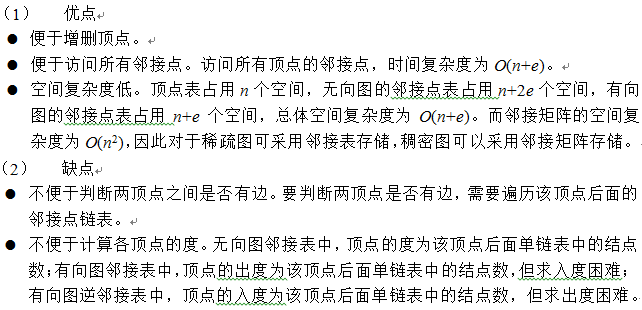 （1） 优点
● 便于增删顶点。
● 便于访问所有邻接点。访问所有顶点的邻接点，时间复杂度为 O(n+e)。
● 空间复杂度低。顶点表占用 n 个空间，无向图的邻接点表占用 n+2e 个空间，有向
图的邻接点表占用 n+e 个空间，总体空间复杂度为 O(n+e)。而邻接矩阵的空间复
杂度为 O(n²)，因此对于稀疏图可采用邻接表存储，稠密图可以采用邻接矩阵存储。
（2） 缺点
● 不便于判断两顶点之间是否有边。要判断两顶点是否有边，需要遍历该顶点后面的
邻接点链表。
● 不便于计算各顶点的度。无向图邻接表中，顶点的度为该顶点后面单链表中的结点
数；有向图邻接表中，顶点的出度为该顶点后面单链表中的结点数，但求入度困难；
有向图逆邻接表中，顶点的入度为该顶点后面单链表中的结点数，但求出度困难。